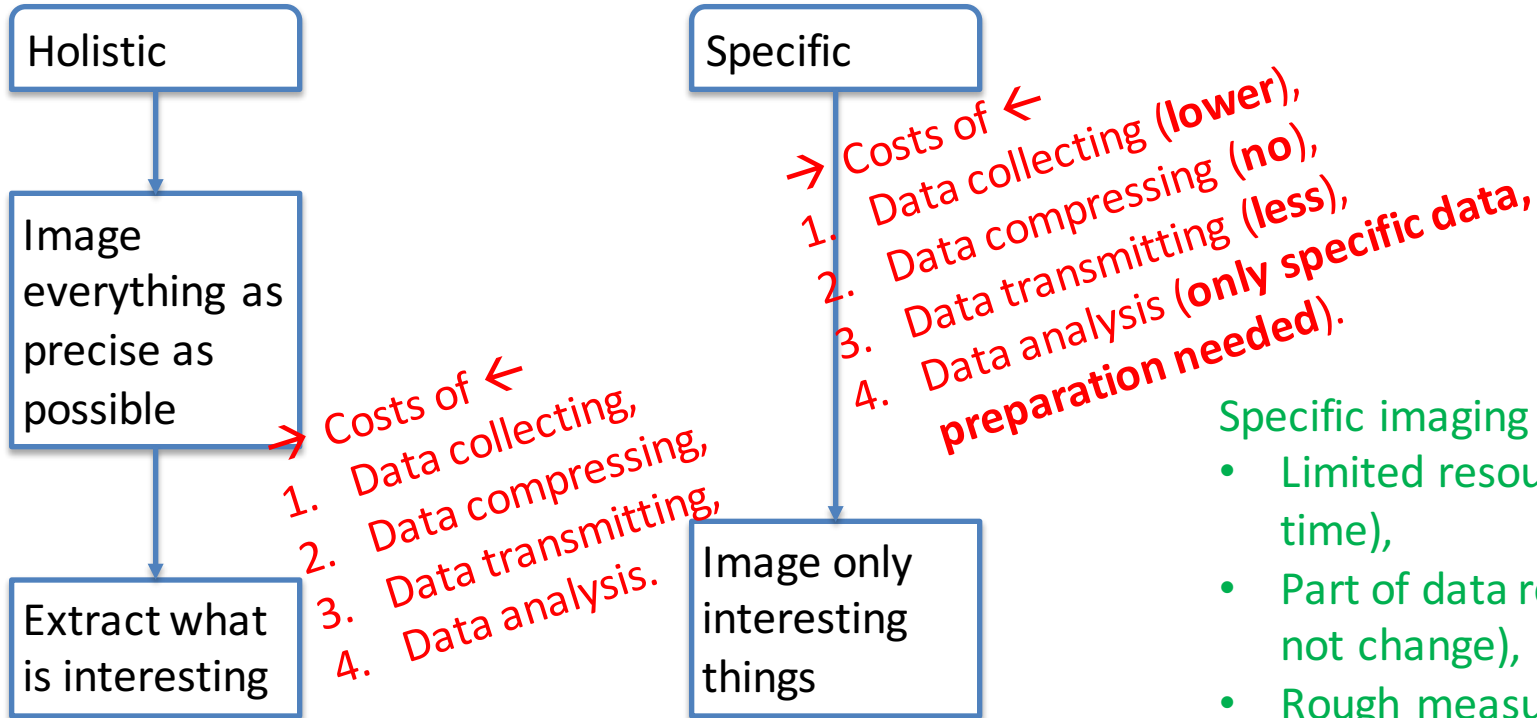 Holistic
Image
everything as
precise as
possible
Extract what
is interesting
→ Costs of ←
1. Data collecting,
2. Data compressing,
3. Data transmitting,
4. Data analysis.
Specific
→ Costs of ←
1. Data collecting (lower),
2. Data compressing (no),
3. Data transmitting (less),
4. Data analysis (only specific data,
preparation needed).
Image only
interesting
things
Specific imaging
• Limited
time),
• Part of data
not change),
• Rough